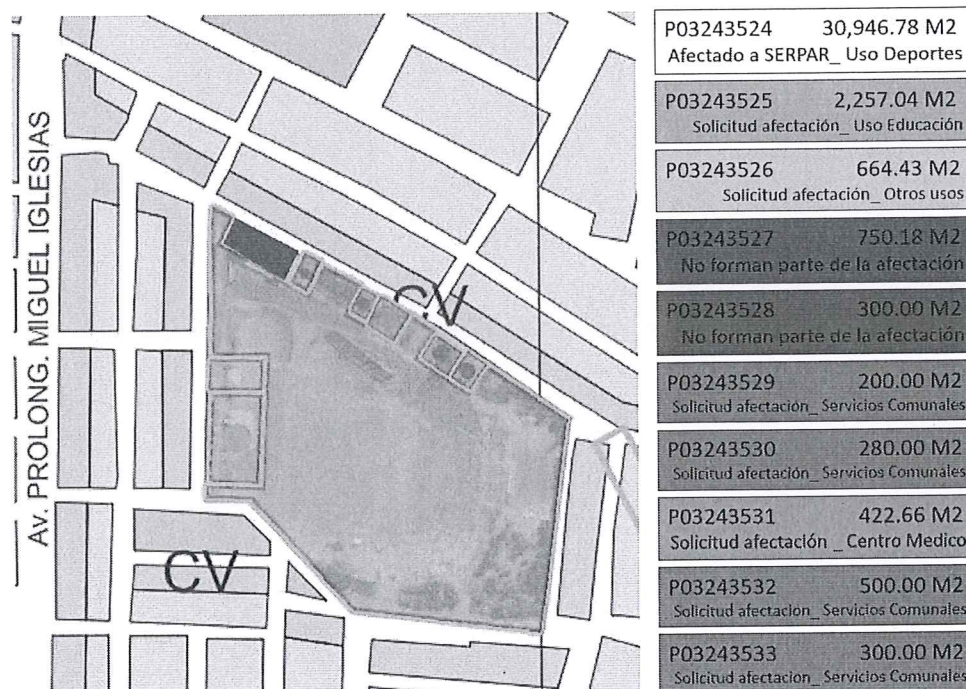 Av. PROLONG. MIGUEL IGLESIAS
CV
CV
P03243524 30,946.78 M2
Afectado a SERPAR_ Uso Deportes
P03243525 2,257.04 M2
Solicitud afectación_ Uso Educación
P03243526 664.43 M2
Solicitud afectación_ Otros usos
P03243527 750.18 M2
No forman parte de la afectación
P03243528 300.00 M2
No forman parte de la afectación
P03243529 200.00 M2
Solicitud afectación_ Servicios Comunales
P03243530 280.00 M2
Solicitud afectación_ Servicios Comunales
P03243531 422.66 M2
Solicitud afectación _ Centro Medico
P03243532 500.00 M2
Solicitud afectación_ Servicios Comunales
P03243533 300.00 M2
Solicitud afectación_ Servicios Comunales